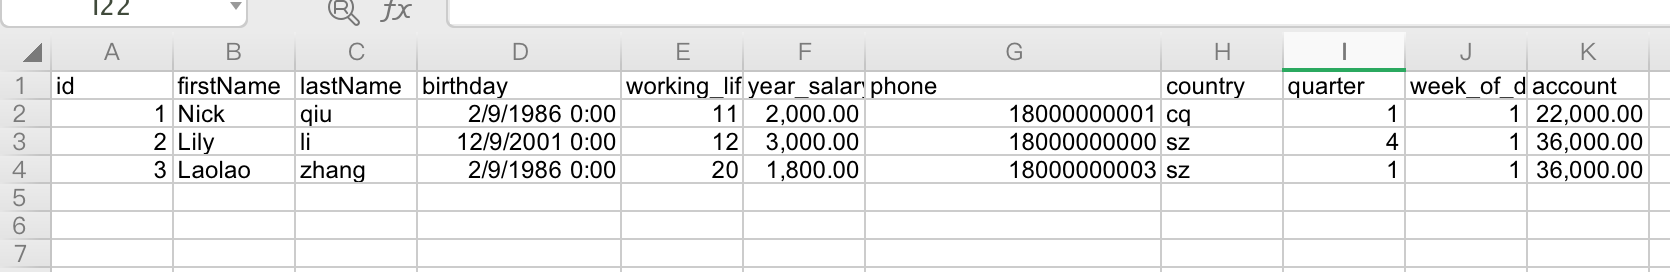 I22 fx
A B C D E F G H I J K
1 id firstName lastName birthday working_lif year_salar phone country quarter week_of_d account
2 1 Nick qiu 2/9/1986 0:00 11 2,000.00 18000000001 cq 1 1 22,000.00
3 2 Lily li 12/9/2001 0:00 12 3,000.00 18000000000 sz 4 1 36,000.00
4 3 Laolao zhang 2/9/1986 0:00 20 1,800.00 18000000003 sz 1 1 36,000.00
5
6
7